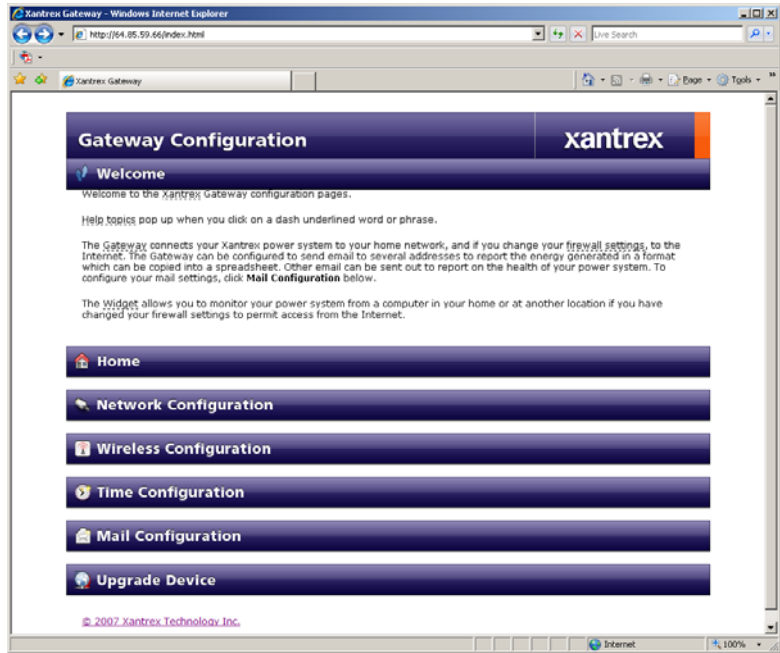 Xantrex Gateway - Windows Internet Explorer
http://64.85.59.66/index.html
Live Search
Xantrex Gateway
Page
Tools
Gateway Configuration
xantrex
Welcome
Welcome to the Xantrex Gateway configuration pages.
Help topics pop up when you click on a dash underlined word or phrase.
The Gateway connects your Xantrex power system to your home network, and if you change your firewall settings, to the
Internet. The Gateway can be configured to send email to several addresses to report the energy generated in a format
which can be copied into a spreadsheet. Other email can be sent out to report on the health of your power system. To
configure your mail settings, click Mail Configuration below.
The Widget allows you to monitor your power system from a computer in your home or at another location if you have
changed your firewall settings to permit access from the Internet.
Home
Network Configuration
Wireless Configuration
Time Configuration
Mail Configuration
Upgrade Device
© 2007 Xantrex Technology Inc.
Internet
100%